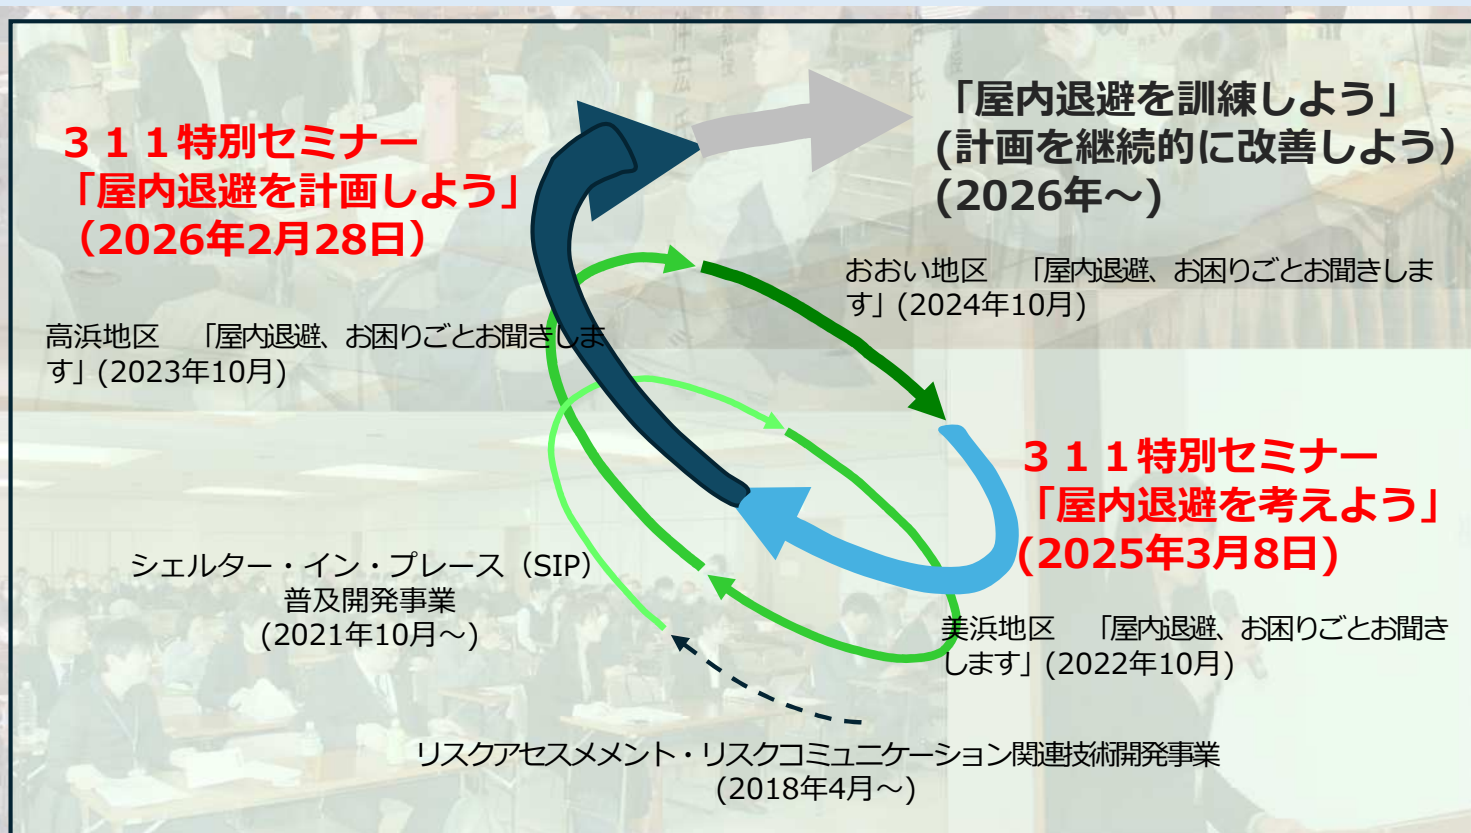 ３１１特別セミナー
「屋内退避を計画しよう」
（2026年2月28日）
「屋内退避を訓練しよう」
(計画を継続的に改善しよう）
(2026年～)
おおい地区　「屋内退避、お困りごとお聞きしま
す」(2024年10月)
高浜地区　「屋内退避、お困りごとお聞きしま
す」(2023年10月)
３１１特別セミナー
「屋内退避を考えよう」
(2025年3月8日)
シェルター・イン・プレース（SIP）
普及開発事業
(2021年10月～)
美浜地区　「屋内退避、お困りごとお聞き
します」(2022年10月)
リスクアセスメメント・リスクコミュニケーション関連技術開発事業
(2018年4月～)